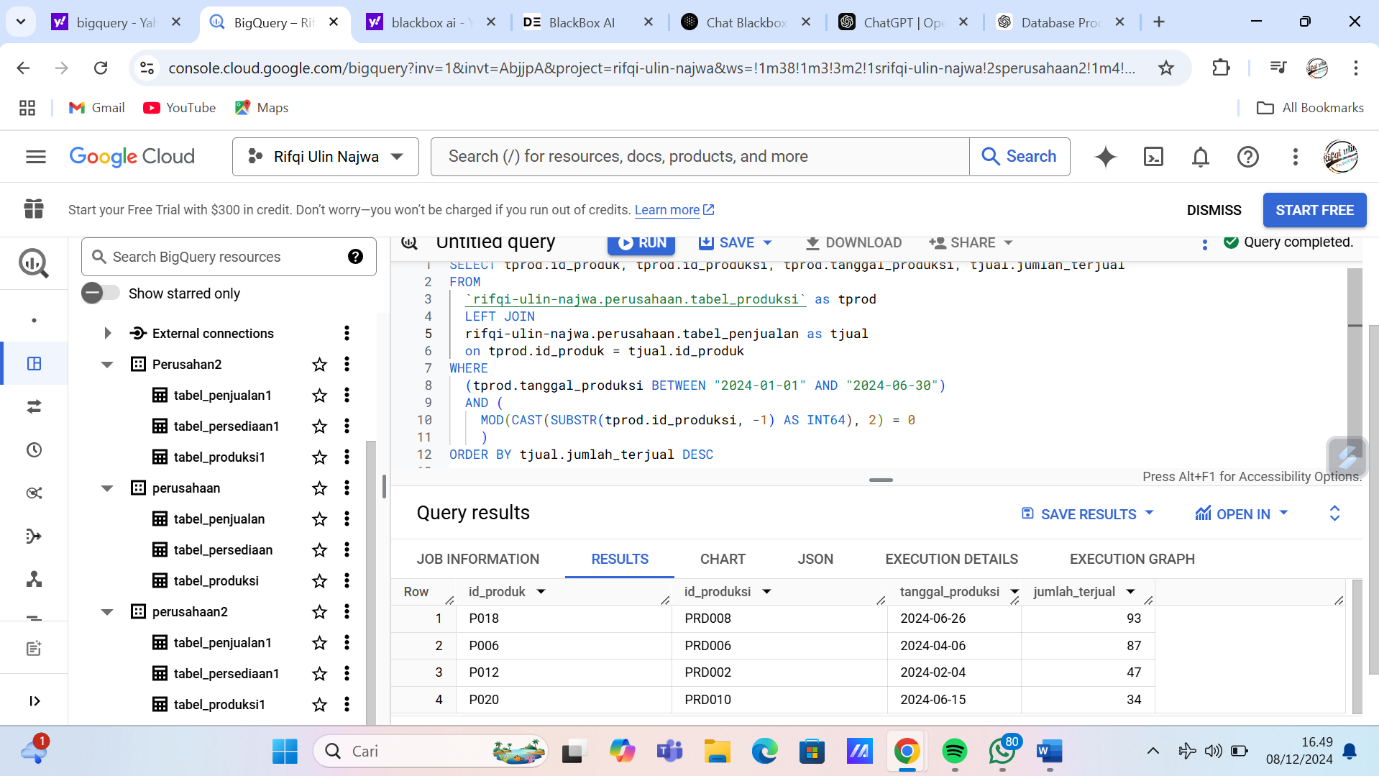 bigquery - Yah
BigQuery – Rif
blackbox ai - Y
DE BlackBox AI
Chat Blackbox
ChatGPT | Ope
Database Proc
console.cloud.google.com/bigquery?inv=1&invt=AbjjpA&project=rifqi-ulin-najwa&ws=!1m38!1m3!3m2!1srifqi-ulin-najwa!2sperusahaan2!1m4!...
Gmail
YouTube
Maps
All Bookmarks
Google Cloud
Rifqi Ulin Najwa
Search (/) for resources, docs, products, and more
Search
Start your Free Trial with $300 in credit. Don’t worry—you won’t be charged if you run out of credits. Learn more
DISMISS
START FREE
Search BigQuery resources
Show starred only
External connections
Perusahan2
tabel_penjualan1
tabel_persediaan1
tabel_produksi1
perusahaan
tabel_penjualan
tabel_persediaan
tabel_produksi
perusahaan2
tabel_penjualan1
tabel_persediaan1
tabel_produksi1
Untitled query
RUN
SAVE
DOWNLOAD
SHARE
Query completed.
1 SELECT tprod.id_produk, tprod.id_produksi, tprod.tanggal_produksi, tjual.jumlah_terjual
2 FROM
3 `rifqi-ulin-najwa.perusahaan.tabel_produksi` as tprod
4 LEFT JOIN
5 rifqi-ulin-najwa.perusahaan.tabel_penjualan as tjual
6 on tprod.id_produk = tjual.id_produk
7 WHERE
8 (tprod.tanggal_produksi BETWEEN "2024-01-01" AND "2024-06-30")
9 AND (
10 MOD(CAST(SUBSTR(tprod.id_produksi, -1) AS INT64), 2) = 0
11 )
12 ORDER BY tjual.jumlah_terjual DESC
Press Alt+F1 for Accessibility Options.
Query results
SAVE RESULTS
OPEN IN
JOB INFORMATION
RESULTS
CHART
JSON
EXECUTION DETAILS
EXECUTION GRAPH
Row id_produk id_produksi tanggal_produksi jumlah_terjual
1 P018 PRD008 2024-06-26 93
2 P006 PRD006 2024-04-06 87
3 P012 PRD002 2024-02-04 47
4 P020 PRD010 2024-06-15 34
1
Cari
80
16.49
08/12/2024